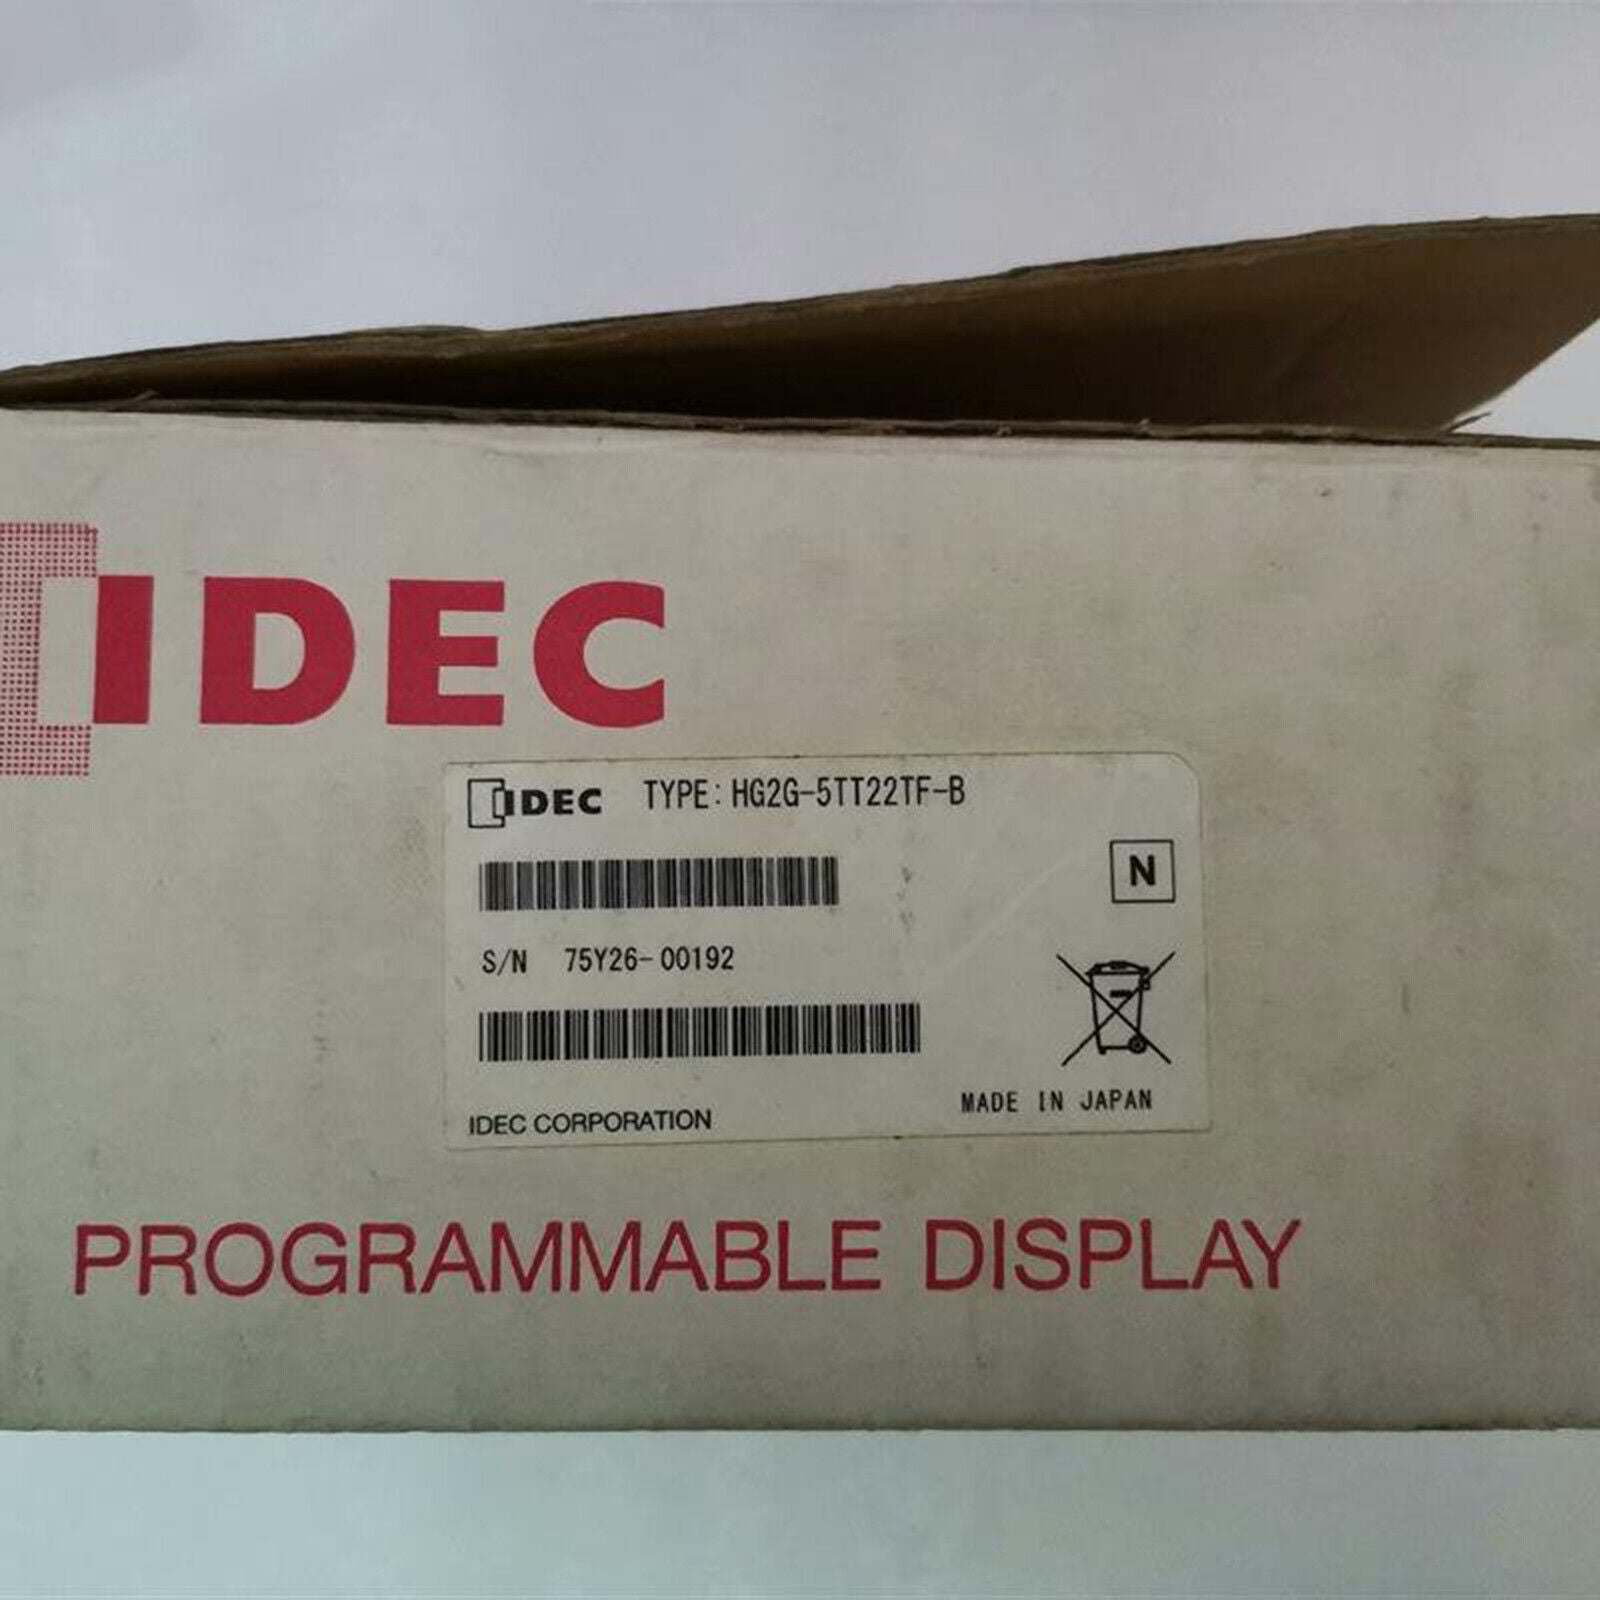 IDEC
IDEC TYPE: HG2G-5TT22TF-B
N
S/N 75Y26-00192
MADE IN JAPAN
IDEC CORPORATION
PROGRAMMABLE DISPLAY